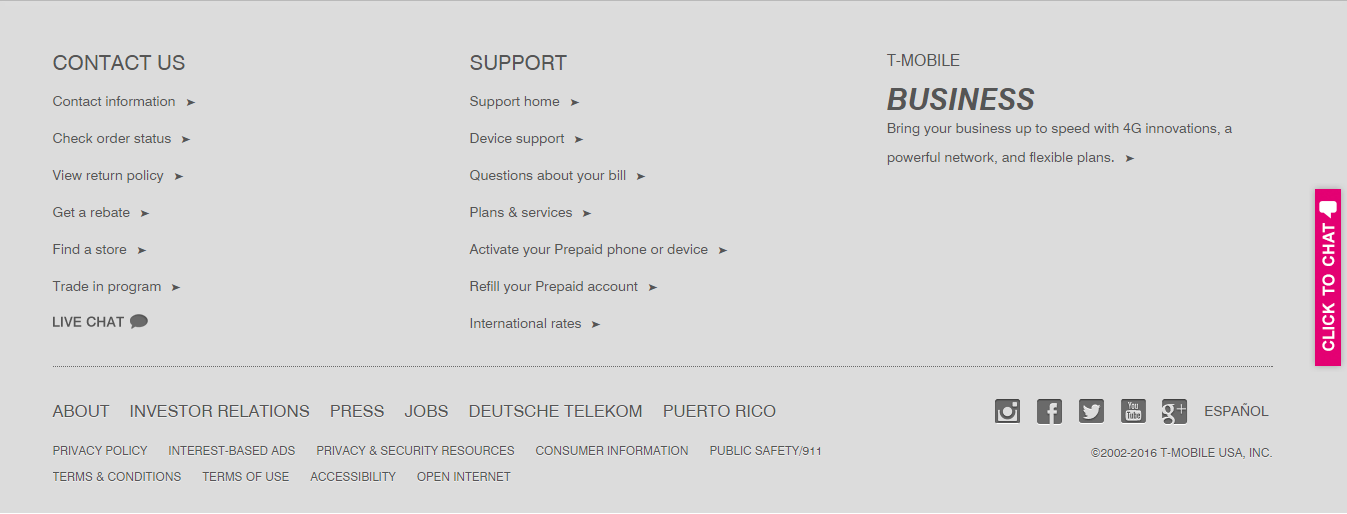 CONTACT US
Contact information
Check order status
View return policy
Get a rebate
Find a store
Trade in program
LIVE CHAT
SUPPORT
Support home
Device support
Questions about your bill
Plans & services
Activate your Prepaid phone or device
Refill your Prepaid account
International rates
T-MOBILE
BUSINESS
Bring your business up to speed with 4G innovations, a
powerful network, and flexible plans.
CLICK TO CHAT
ABOUT INVESTOR RELATIONS PRESS JOBS DEUTSCHE TELEKOM PUERTO RICO
You Tube g+ ESPAÑOL
PRIVACY POLICY INTEREST-BASED ADS PRIVACY & SECURITY RESOURCES CONSUMER INFORMATION PUBLIC SAFETY/911
TERMS & CONDITIONS TERMS OF USE ACCESSIBILITY OPEN INTERNET
©2002-2016 T-MOBILE USA, INC.